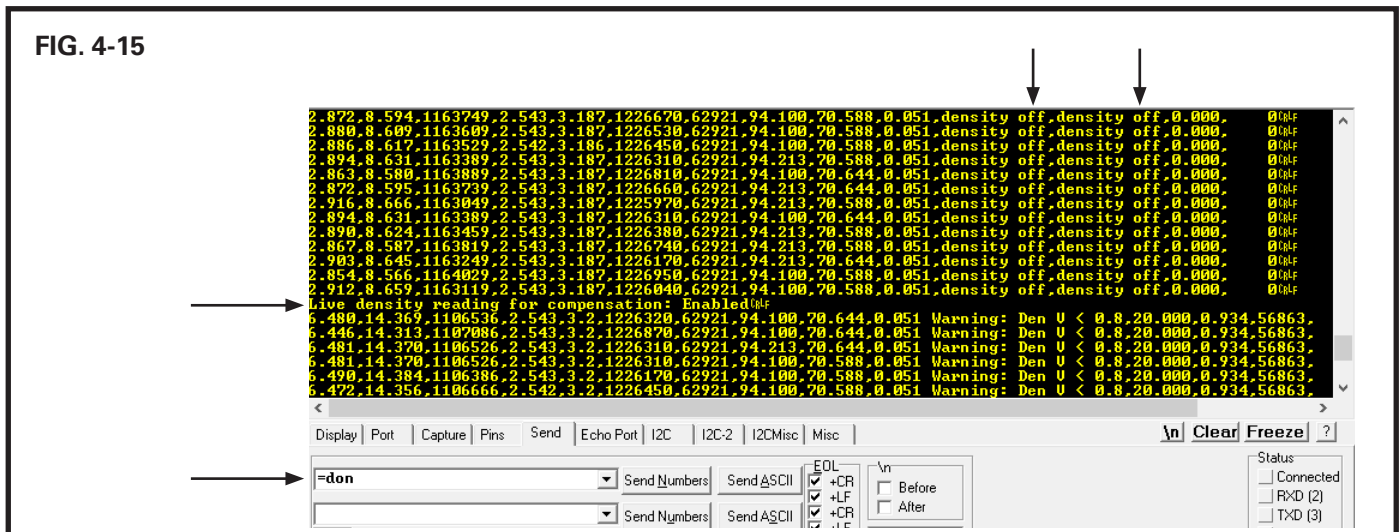 FIG. 4-15
2.872,8.594,1163749,2.543,3.187,1226670,62921,94.100,70.588,0.051,density off,density off,0.000, 0CRLF
2.880,8.609,1163609,2.543,3.187,1226530,62921,94.100,70.588,0.051,density off,density off,0.000, 0CRLF
2.886,8.617,1163529,2.542,3.186,1226450,62921,94.100,70.588,0.051,density off,density off,0.000, 0CRLF
2.894,8.631,1163389,2.543,3.187,1226310,62921,94.213,70.588,0.051,density off,density off,0.000, 0CRLF
2.863,8.580,1163889,2.543,3.187,1226810,62921,94.100,70.644,0.051,density off,density off,0.000, 0CRLF
2.872,8.595,1163739,2.543,3.187,1226660,62921,94.213,70.644,0.051,density off,density off,0.000, 0CRLF
2.916,8.666,1163049,2.542,3.187,1225970,62921,94.213,70.588,0.051,density off,density off,0.000, 0CRLF
2.894,8.631,1163389,2.543,3.187,1226310,62921,94.100,70.644,0.051,density off,density off,0.000, 0CRLF
2.890,8.624,1163459,2.543,3.187,1226380,62921,94.213,70.588,0.051,density off,density off,0.000, 0CRLF
2.867,8.587,1163819,2.543,3.187,1226740,62921,94.213,70.588,0.051,density off,density off,0.000, 0CRLF
2.903,8.645,1163249,2.543,3.187,1226170,62921,94.213,70.644,0.051,density off,density off,0.000, 0CRLF
2.854,8.566,1164029,2.543,3.187,1226950,62921,94.100,70.588,0.051,density off,density off,0.000, 0CRLF
2.912,8.659,1163119,2.543,3.187,1226040,62921,94.100,70.588,0.051,density off,density off,0.000, 0CRLF
Live density reading for compensation: EnabledCRLF
6.480,14.369,1106536,2.543,3.2,1226320,62921,94.100,70.644,0.051 Warning: Den V < 0.8,20.000,0.934,56863,
6.446,14.313,1107086,2.543,3.2,1226870,62921,94.100,70.644,0.051 Warning: Den V < 0.8,20.000,0.934,56863,
6.481,14.370,1106526,2.543,3.2,1226310,62921,94.213,70.644,0.051 Warning: Den V < 0.8,20.000,0.934,56863,
6.481,14.370,1106526,2.543,3.2,1226310,62921,94.100,70.588,0.051 Warning: Den V < 0.8,20.000,0.934,56863,
6.490,14.384,1106386,2.543,3.2,1226170,62921,94.100,70.588,0.051 Warning: Den V < 0.8,20.000,0.934,56863,
6.472,14.356,1106666,2.542,3.2,1226450,62921,94.100,70.588,0.051 Warning: Den V < 0.8,20.000,0.934,56863,
Display Port Capture Pins Send Echo Port I2C I2C-2 I2CMisc Misc \n Clear Freeze ?
=don Send Numbers Send ASCII
EOL
+CR
+LF
\n
Before
After
Send Numbers Send ASCII
+CR
+LF
Status
Connected
RXD (2)
TXD (3)